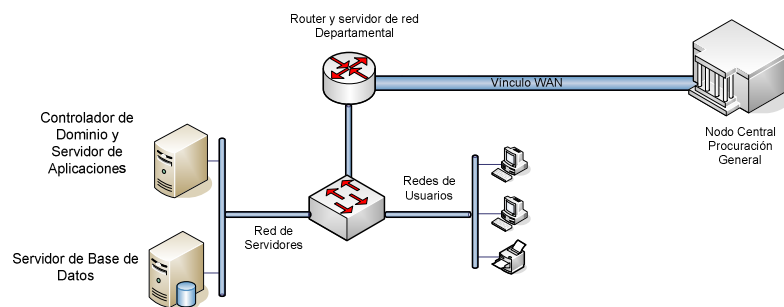 Router y servidor de red
Departamental
Vínculo WAN
Nodo Central
Procuración
General
Controlador de
Dominio y
Servidor de
Aplicaciones
Redes de
Usuarios
Red de
Servidores
Servidor de Base de
Datos